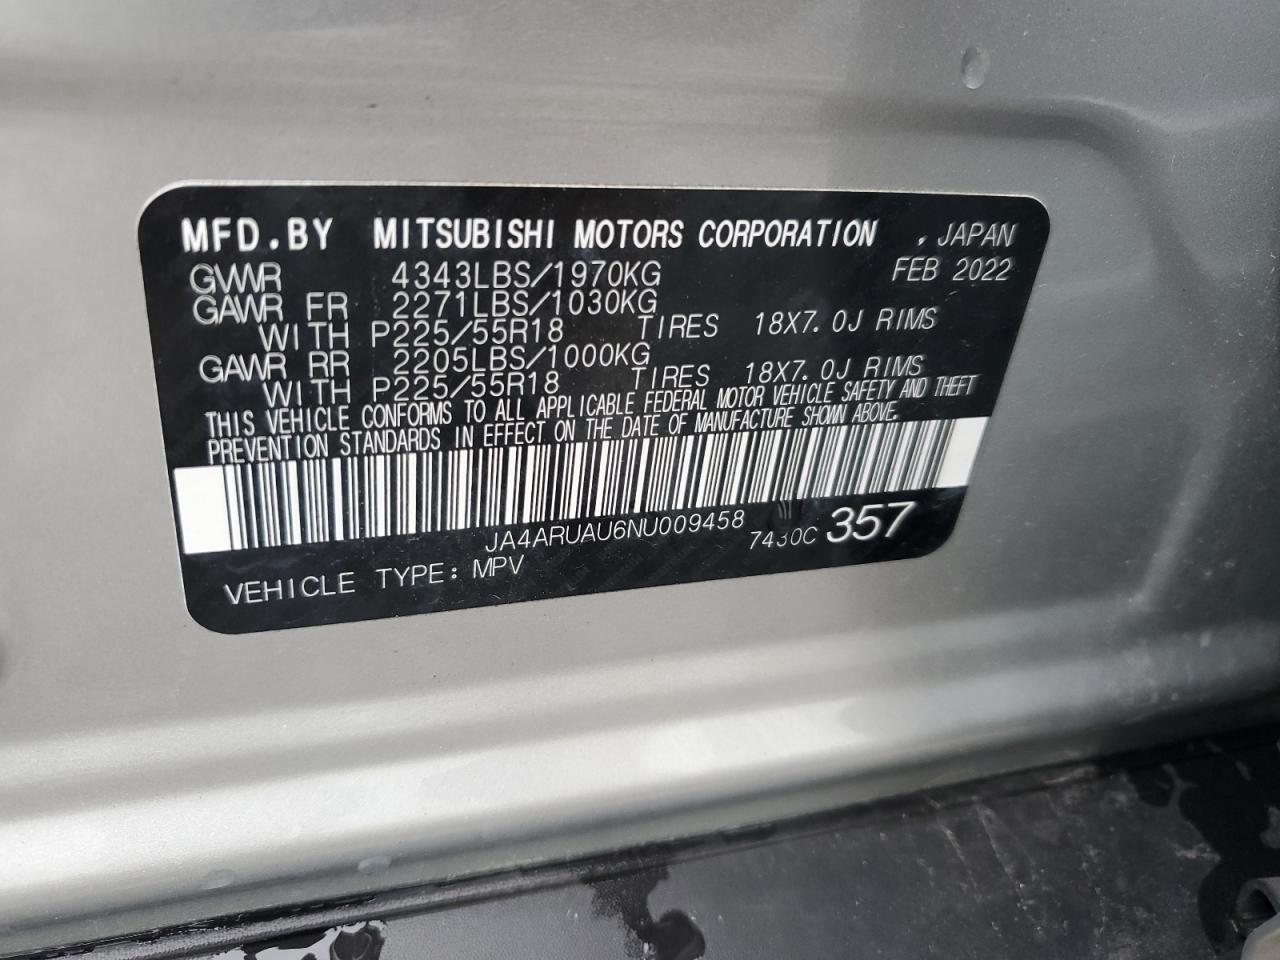 MFD.BY MITSUBISHI MOTORS CORPORATION , JAPAN
GVWR 4343LBS/1970KG FEB 2022
GAWR FR 2271LBS/1030KG
WITH P225/55R18 TIRES 18X7.0J RIMS
GAWR RR 2205LBS/1000KG
WITH P225/55R18 TIRES 18X7.0J RIMS
THIS VEHICLE CONFORMS TO ALL APPLICABLE FEDERAL MOTOR VEHICLE SAFETY AND THEFT
PREVENTION STANDARDS IN EFFECT ON THE DATE OF MANUFACTURE SHOWN ABOVE.
JA4ARUAU6NU009458 7430C 357
VEHICLE TYPE: MPV